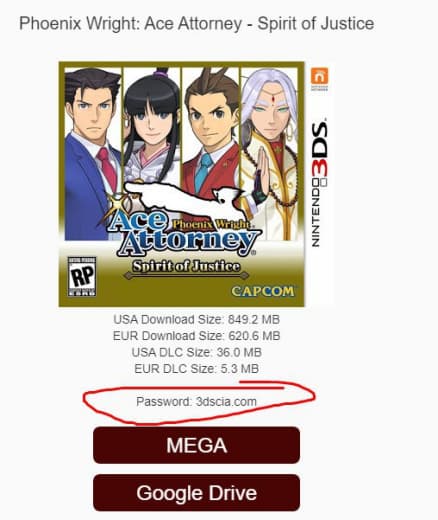 Phoenix Wright: Ace Attorney - Spirit of Justice
NINTENDO 3DS
Ace
Phoenix Wright
Attorney
Spirit of Justice
RP
ESRB
CAPCOM
USA Download Size: 849.2 MB
EUR Download Size: 620.6 MB
USA DLC Size: 36.0 MB
EUR DLC Size: 5.3 MB
Password: 3dscia.com
MEGA
Google Drive